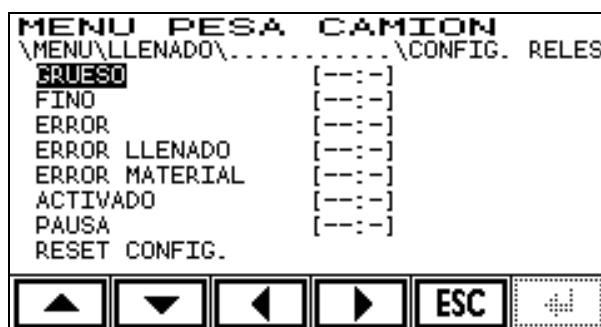 MENU PESA CAMION
\MENU\LLENADO\............\CONFIG. RELES
GRUESO [--:-]
FINO [--:-]
ERROR [--:-]
ERROR LLENADO [--:-]
ERROR MATERIAL [--:-]
ACTIVADO [--:-]
PAUSA [--:-]
RESET CONFIG.
ESC